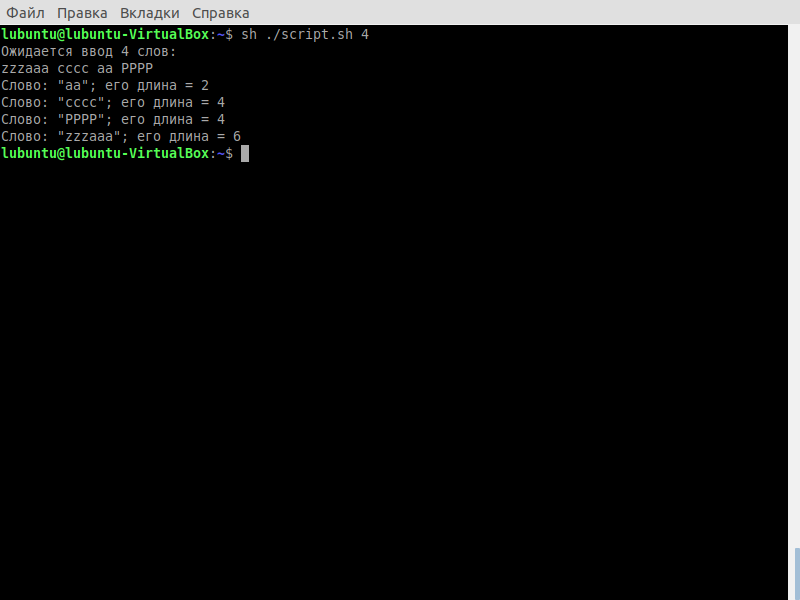 Файл Правка Вкладки Справка
lubuntu@lubuntu-VirtualBox:~$ sh ./script.sh 4
Ожидается ввод 4 слов:
zzzaaa cccc aa PPPP
Слово: "aa"; его длина = 2
Слово: "cccc"; его длина = 4
Слово: "PPPP"; его длина = 4
Слово: "zzzaaa"; его длина = 6
lubuntu@lubuntu-VirtualBox:~$